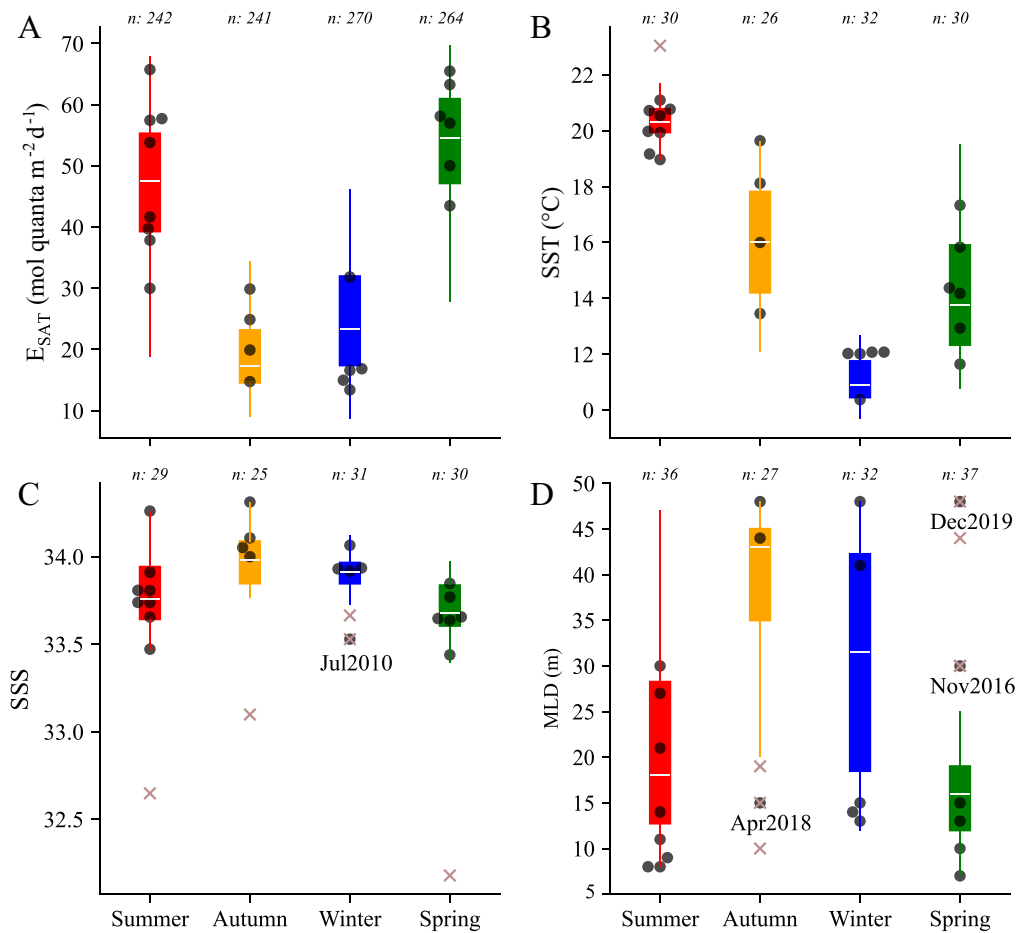 A
n: 242 n: 241 n: 270 n: 264
E_SAT (mol quanta m⁻² d⁻¹)
70
60
50
40
30
20
10
B
n: 30 n: 26 n: 32 n: 30
SST (°C)
22
20
18
16
14
12
0
C
n: 29 n: 25 n: 31 n: 30
SSS
34.0
33.5
33.0
32.5
Jul2010
Summer Autumn Winter Spring
D
n: 36 n: 27 n: 32 n: 37
MLD (m)
50
45
40
35
30
25
20
15
10
5
Dec2019
Nov2016
Apr2018
Summer Autumn Winter Spring